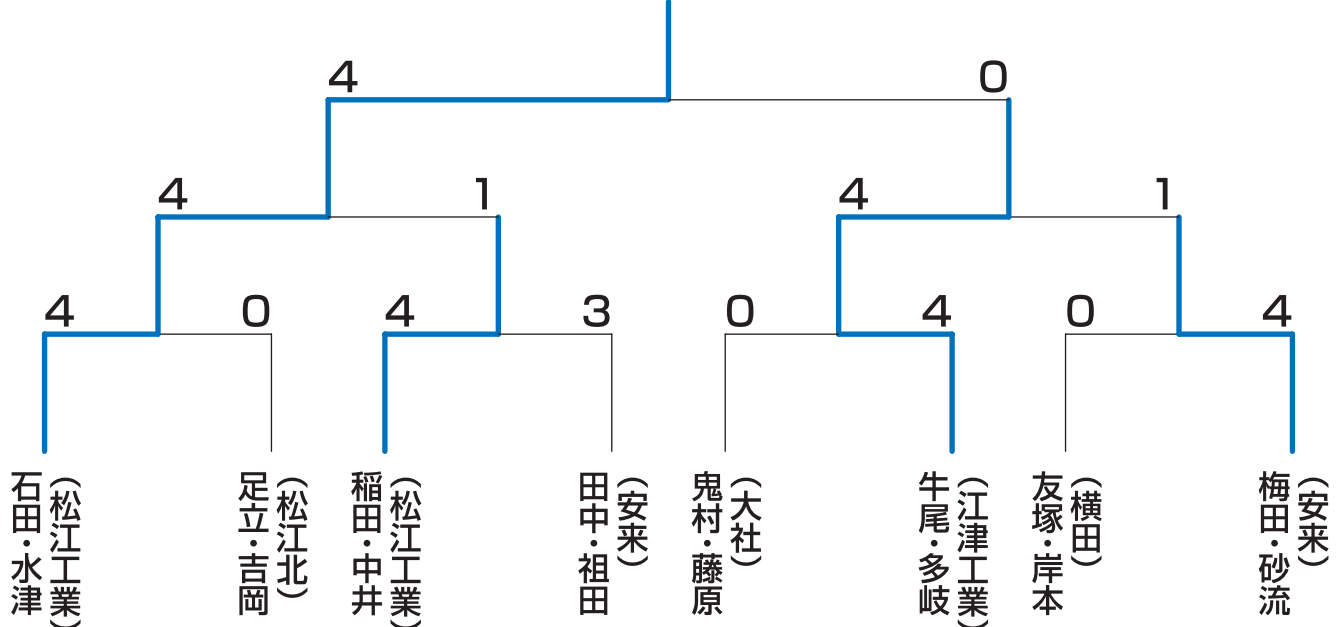 4 0
4 1 4 1
4 0 4 3 0 4 0 4
石田・水津
（松江工業）
足立・吉岡
（松江北）
稲田・中井
（松江工業）
田中・祖田
（安来）
鬼村・藤原
（大社）
牛尾・多岐
（江津工業）
友塚・岸本
（横田）
梅田・砂流
（安来）